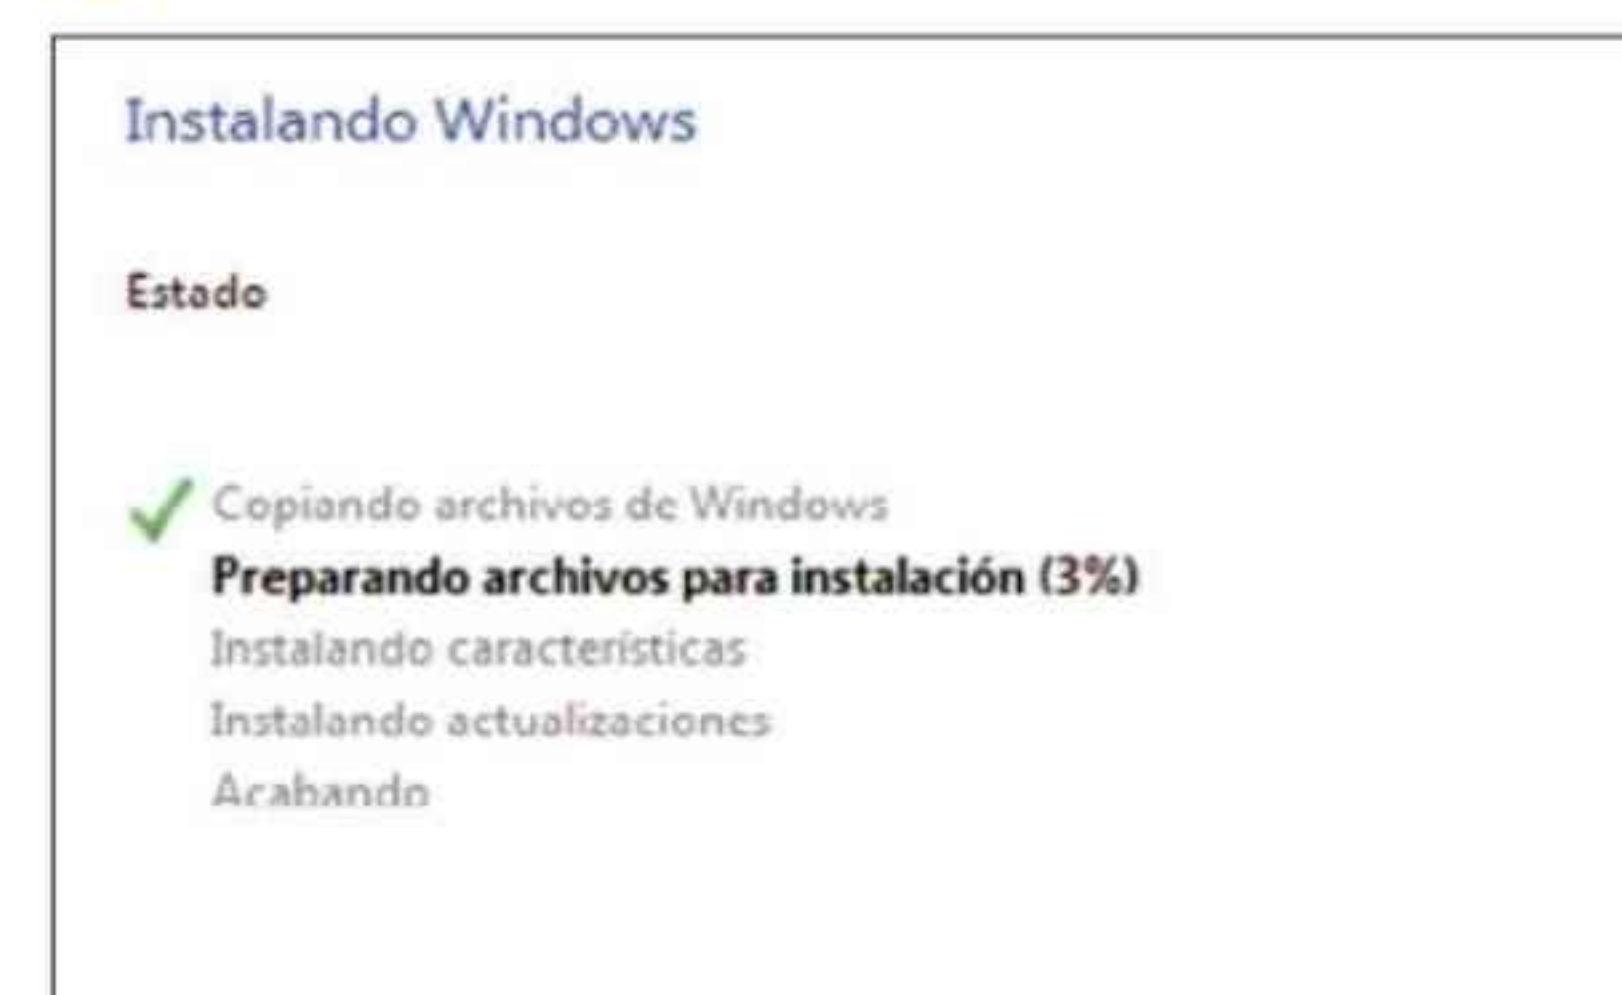 Instalando Windows
Estado
Copiando archivos de Windows
Preparando archivos para instalación (3%)
Instalando características
Instalando actualizaciones
Acabando